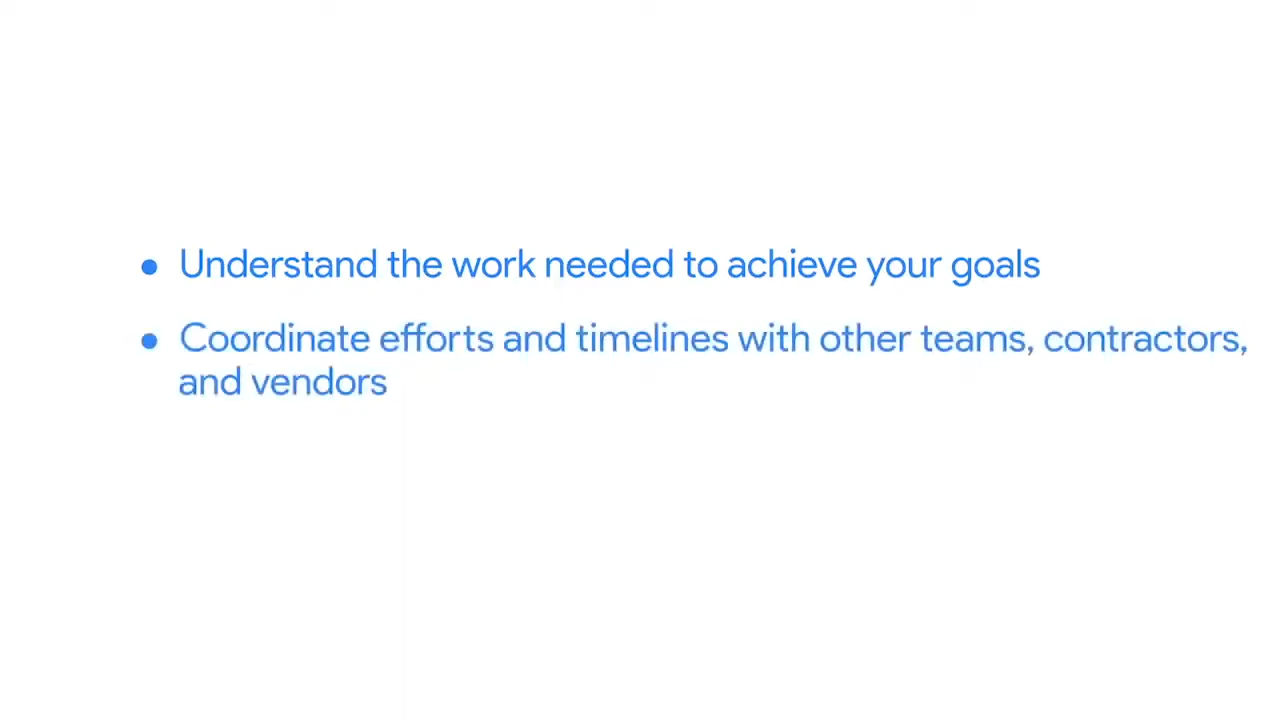 • Understand the work needed to achieve your goals
• Coordinate efforts and timelines with other teams, contractors,
and vendors